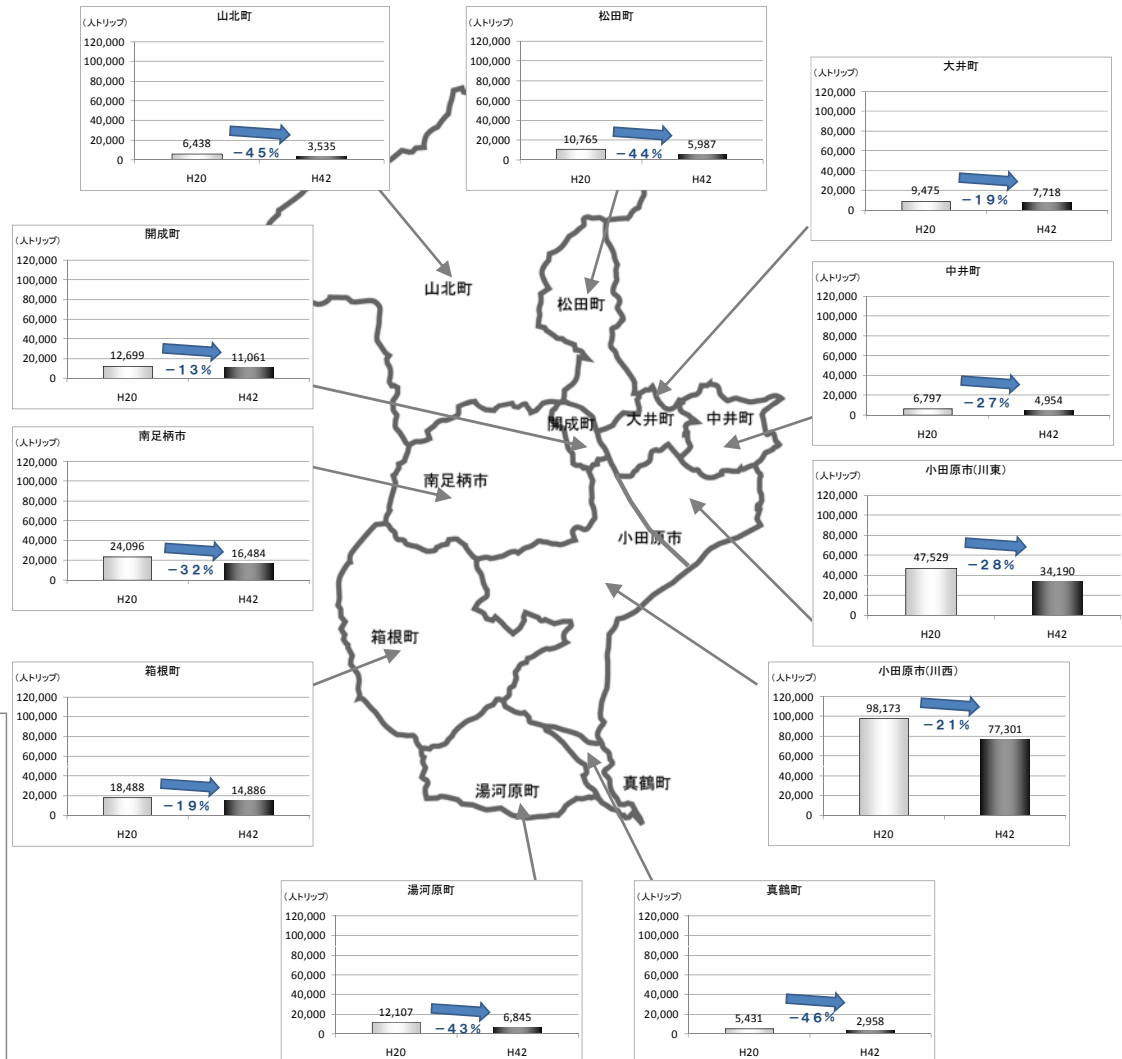 山北町
(人トリップ)
120,000
100,000
80,000
60,000
40,000
20,000
0
6,438
3,535
-45%
H20
H42
松田町
(人トリップ)
120,000
100,000
80,000
60,000
40,000
20,000
0
10,765
5,987
-44%
H20
H42
大井町
(人トリップ)
120,000
100,000
80,000
60,000
40,000
20,000
0
9,475
7,718
-19%
H20
H42
開成町
(人トリップ)
120,000
100,000
80,000
60,000
40,000
20,000
0
12,699
11,061
-13%
H20
H42
中井町
(人トリップ)
120,000
100,000
80,000
60,000
40,000
20,000
0
6,797
4,954
-27%
H20
H42
南足柄市
(人トリップ)
120,000
100,000
80,000
60,000
40,000
20,000
0
24,096
16,484
-32%
H20
H42
小田原市(川東)
(人トリップ)
120,000
100,000
80,000
60,000
40,000
20,000
0
47,529
34,190
-28%
H20
H42
箱根町
(人トリップ)
120,000
100,000
80,000
60,000
40,000
20,000
0
18,488
14,886
-19%
H20
H42
小田原市(川西)
(人トリップ)
120,000
100,000
80,000
60,000
40,000
20,000
0
98,173
77,301
-21%
H20
H42
湯河原町
(人トリップ)
120,000
100,000
80,000
60,000
40,000
20,000
0
12,107
6,845
-43%
H20
H42
真鶴町
(人トリップ)
120,000
100,000
80,000
60,000
40,000
20,000
0
5,431
2,958
-46%
H20
H42
山北町
松田町
開成町
大井町
中井町
南足柄市
小田原市
箱根町
湯河原町
真鶴町